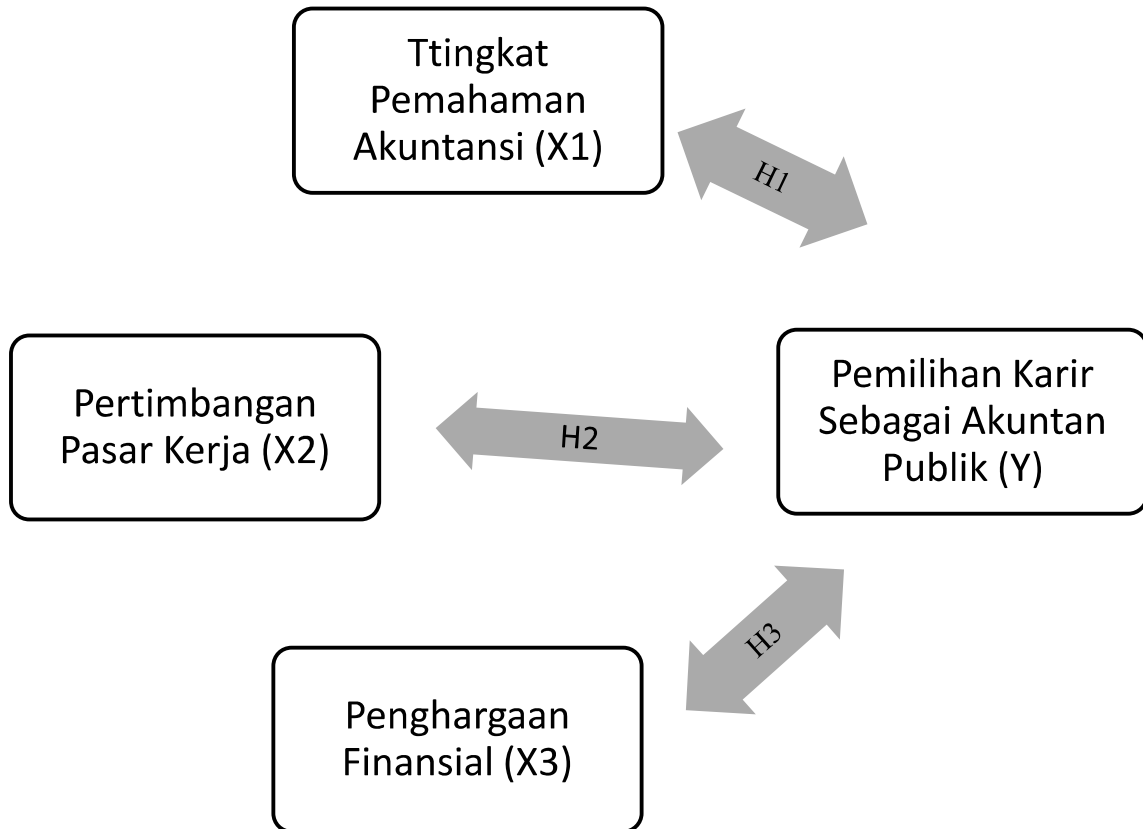 Ttingkat
Pemahaman
Akuntansi (X1)
H1
Pertimbangan
Pasar Kerja (X2)
H2
Pemilihan Karir
Sebagai Akuntan
Publik (Y)
H3
Penghargaan
Finansial (X3)